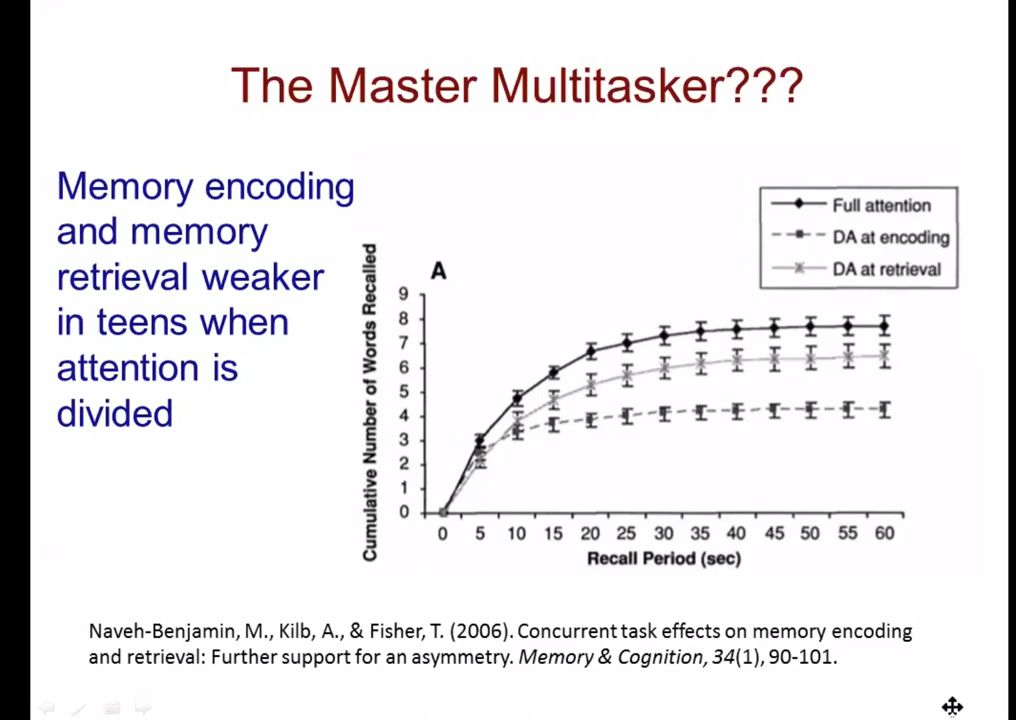 The Master Multitasker???
Memory encoding
and memory
retrieval weaker
in teens when
attention is
divided
Full attention
DA at encoding
DA at retrieval
A
Cumulative Number of Words Recalled
9
8
7
6
5
4
3
2
1
0
0 5 10 15 20 25 30 35 40 45 50 55 60
Recall Period (sec)
Naveh-Benjamin, M., Kilb, A., & Fisher, T. (2006). Concurrent task effects on memory encoding
and retrieval: Further support for an asymmetry. Memory & Cognition, 34(1), 90-101.